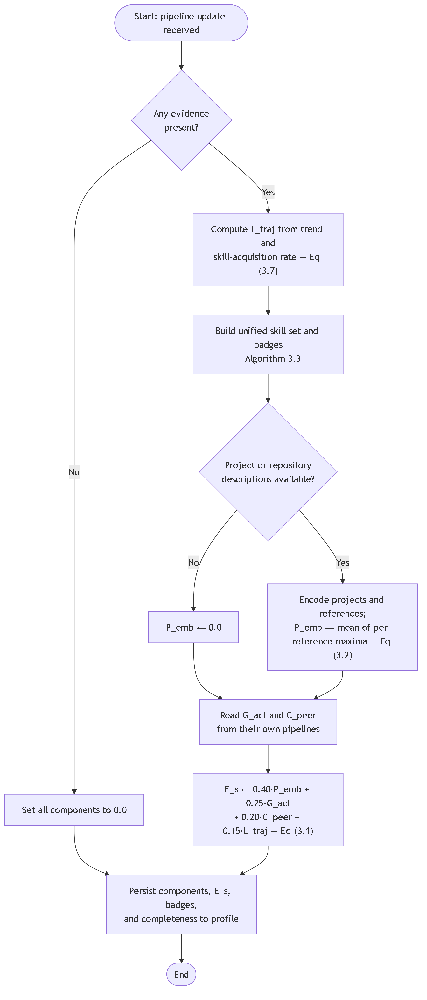 Start: pipeline update
received
Any evidence
present?
Yes
Compute L_traj from trend
and
skill-acquisition rate — Eq
(3.7)
Build unified skill set and
badges
— Algorithm 3.3
Project or repository
descriptions available?
No
No
Yes
Encode projects and
references;
P_emb ← mean of per-
reference maxima — Eq
(3.2)
P_emb ← 0.0
Read G_act and C_peer
from their own pipelines
E_s ← 0.40·P_emb +
0.25·G_act
+ 0.20·C_peer +
0.15·L_traj — Eq (3.1)
Set all components to 0.0
Persist components, E_s,
badges,
and completeness to profile
End